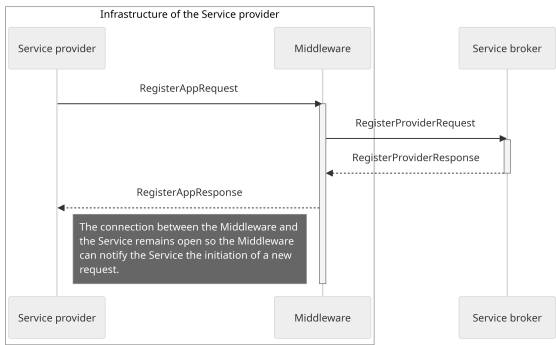 Infrastructure of the Service provider
Service provider
Middleware
Service broker
RegisterAppRequest
RegisterProviderRequest
RegisterProviderResponse
RegisterAppResponse
The connection between the Middleware and
the Service remains open so the Middleware
can notify the Service the initiation of a new
request.
Service provider
Middleware
Service broker